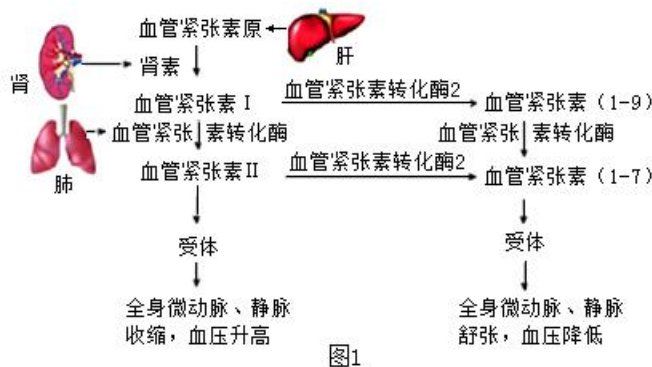 血管紧张素原
肝
肾
肾素
血管紧张素转化酶2
血管紧张素Ⅰ
血管紧张素（1-9）
血管紧张素转化酶
血管紧张素转化酶
肺
血管紧张素转化酶2
血管紧张素II
血管紧张素（1-7）
受体
受体
全身微动脉、静脉
收缩，血压升高
全身微动脉、静脉
舒张，血压降低
图1